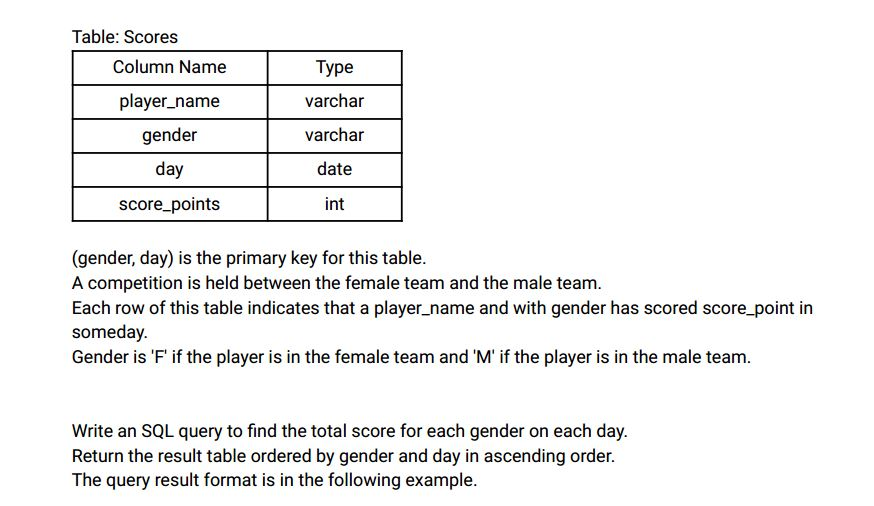 Table: Scores
Column Name Type
player_name varchar
gender varchar
day date
score_points int
(gender, day) is the primary key for this table.
A competition is held between the female team and the male team.
Each row of this table indicates that a player_name and with gender has scored score_point in
someday.
Gender is 'F' if the player is in the female team and 'M' if the player is in the male team.
Write an SQL query to find the total score for each gender on each day.
Return the result table ordered by gender and day in ascending order.
The query result format is in the following example.